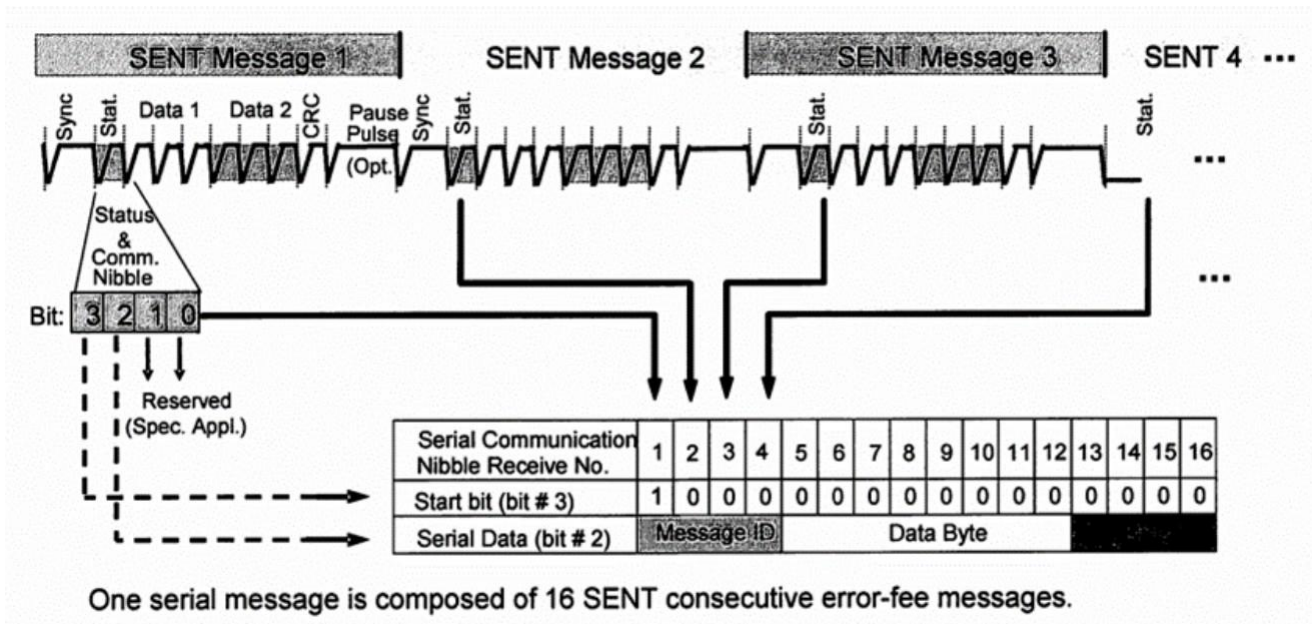 SENT Message 1 SENT Message 2 SENT Message 3 SENT 4 ...
Sync Stat. Data 1 Data 2 CRC Pause Pulse (Opt. Sync Stat. Stat. Stat.
...
Status
&
Comm.
Nibble
...
Bit: 3 2 1 0
Reserved
(Spec. Appl.)
Serial Communication
Nibble Receive No. 1 2 3 4 5 6 7 8 9 10 11 12 13 14 15 16
Start bit (bit # 3) 1 0 0 0 0 0 0 0 0 0 0 0 0 0 0 0
Serial Data (bit # 2) Message ID Data Byte
One serial message is composed of 16 SENT consecutive error-fee messages.